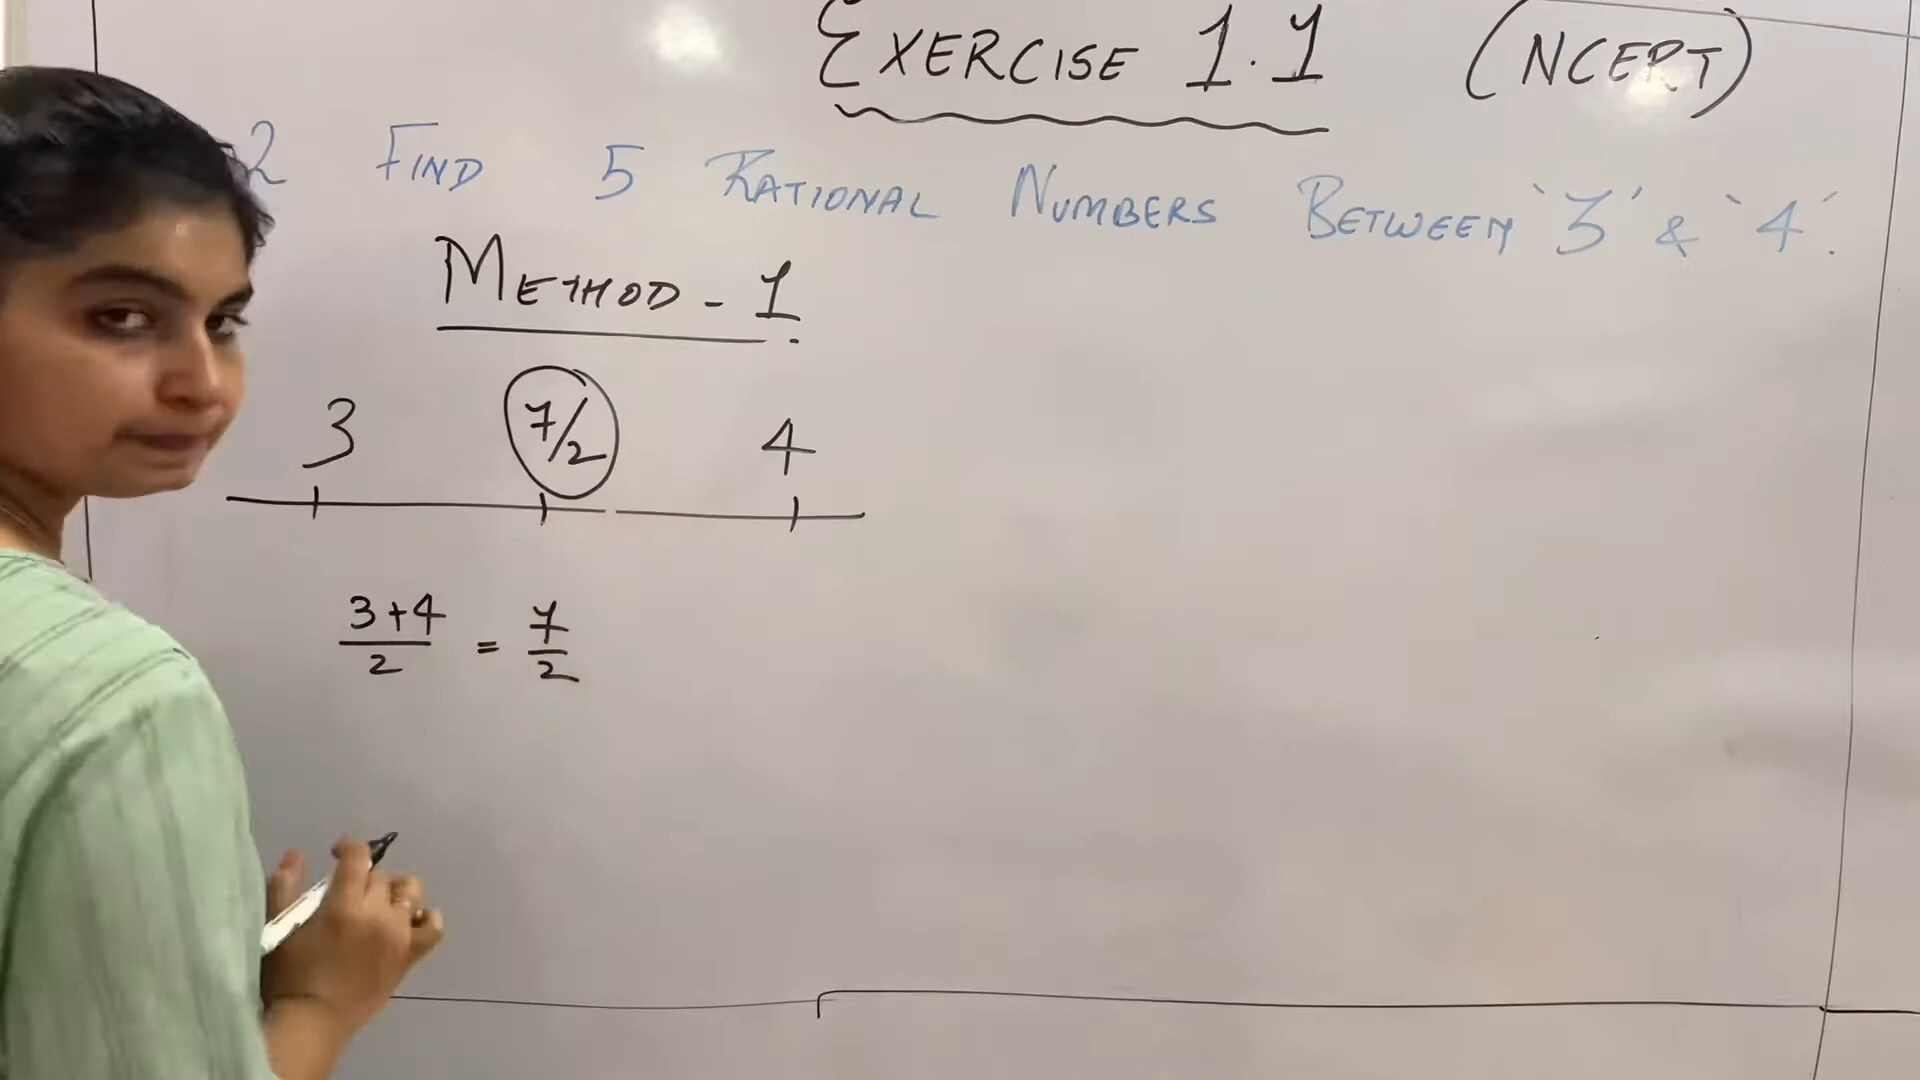 EXERCISE 1.1 (NCERT)
2 FIND 5 RATIONAL NUMBERS BETWEEN '3' & '4'.
METHOD - 1
3 7/2 4
3+4/2 = 7/2